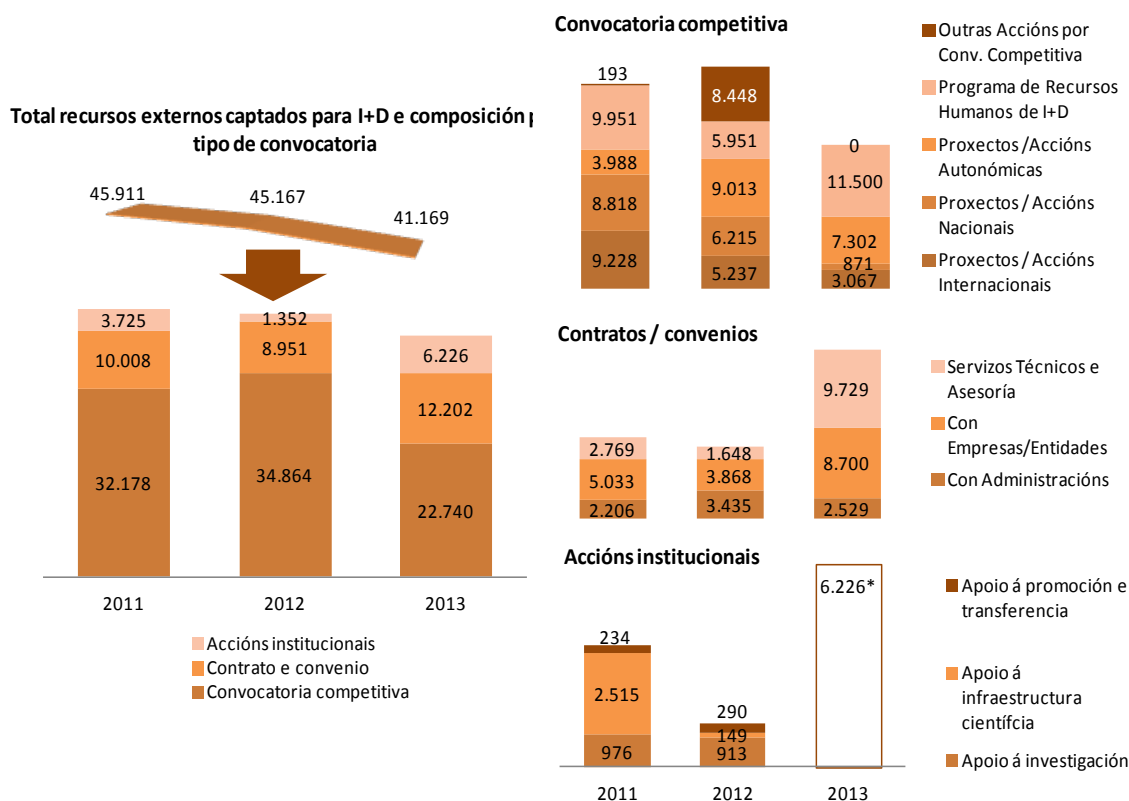 Total recursos externos captados para I+D e composición p
tipo de convocatoria
45.911
45.167
41.169
3.725
1.352
6.226
10.008
8.951
12.202
32.178
34.864
22.740
2011
2012
2013
Accións institucionais
Contrato e convenio
Convocatoria competitiva
Convocatoria competitiva
193
8.448
0
9.951
5.951
11.500
3.988
9.013
7.302
8.818
6.215
871
9.228
5.237
3.067
Outras Accións por
Conv. Competitiva
Programa de Recursos
Humanos de I+D
Proxectos /Accións
Autonómicas
Proxectos / Accións
Nacionais
Proxectos / Accións
Internacionais
Contratos / convenios
2.769
1.648
9.729
5.033
3.868
8.700
2.206
3.435
2.529
Servizos Técnicos e
Asesoría
Con
Empresas/Entidades
Con Administracións
Accións institucionais
234
290
6.226*
2.515
149
976
913
2011
2012
2013
Apoio á promoción e
transferencia
Apoio á
infraestructura
científcia
Apoio á investigación